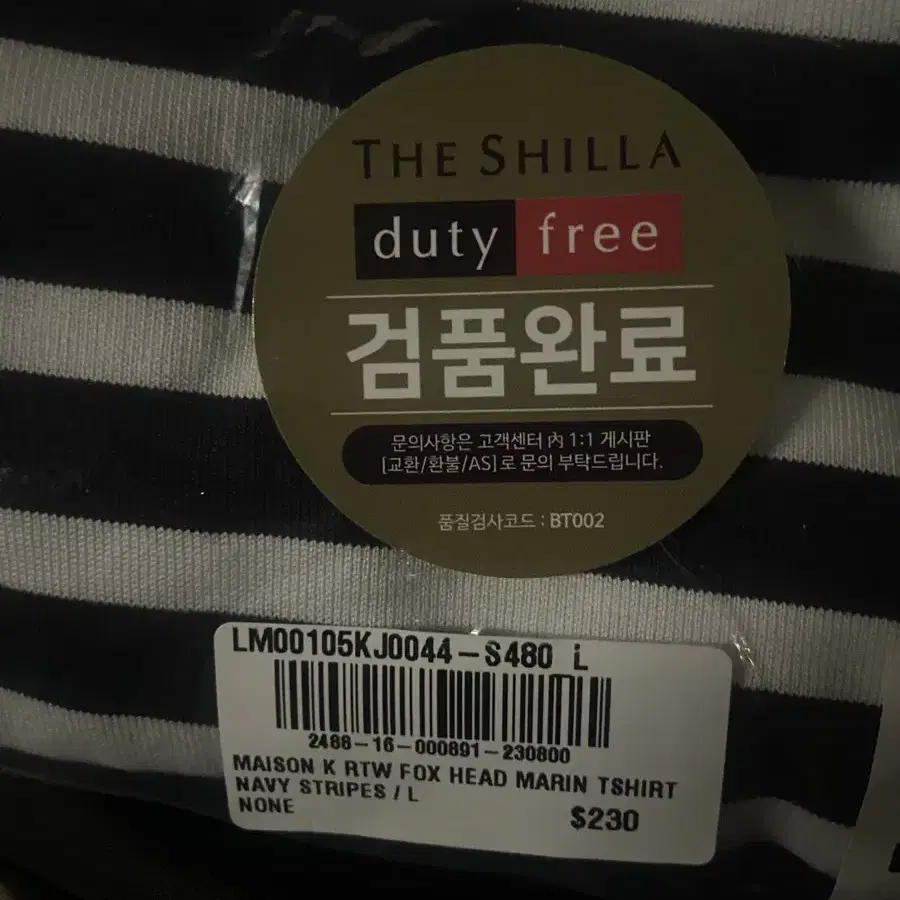 THE SHILLA
duty free
검품완료
문의사항은 고객센터 內 1:1 게시판
[교환/환불/AS]로 문의 부탁드립니다.
품질검사코드 : BT002
LM00105KJ0044-S480 L
2488-16-000891-230800
MAISON K RTW FOX HEAD MARIN TSHIRT
NAVY STRIPES / L
NONE
$230